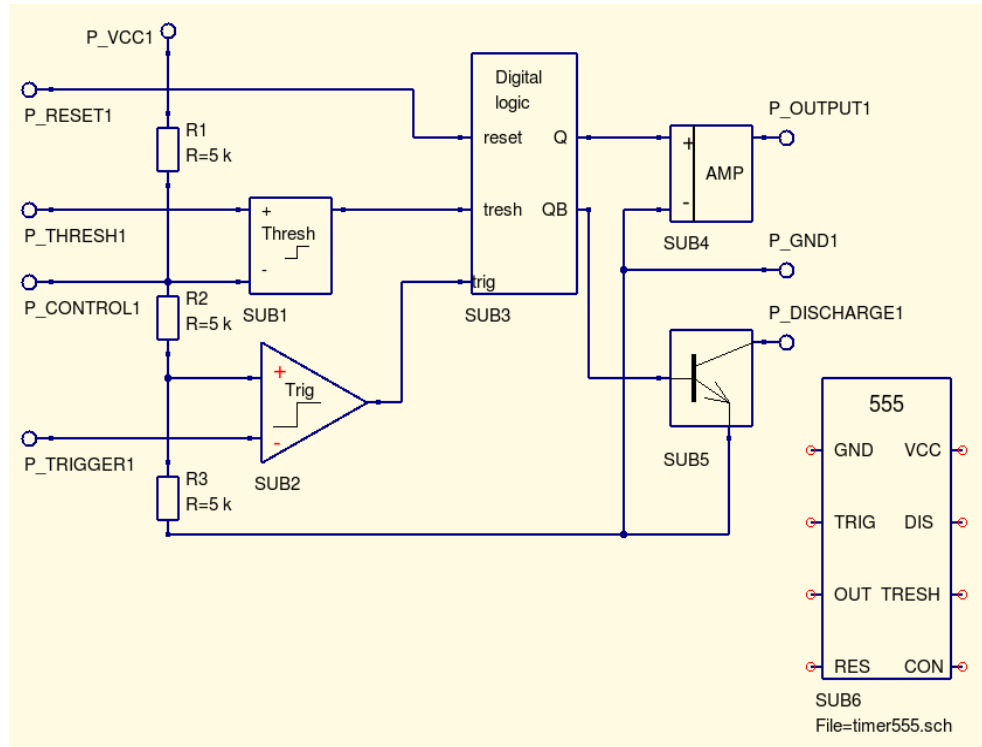 P_VCC1
P_RESET1
R1
R=5 k
P_THRESH1
P_CONTROL1
+
Thresh
-
SUB1
R2
R=5 k
+
Trig
-
SUB2
P_TRIGGER1
R3
R=5 k
Digital
logic
reset
Q
tresh
QB
trig
SUB3
P_OUTPUT1
+
AMP
-
SUB4
P_GND1
P_DISCHARGE1
SUB5
555
GND VCC
TRIG DIS
OUT TRESH
RES CON
SUB6
File=timer555.sch